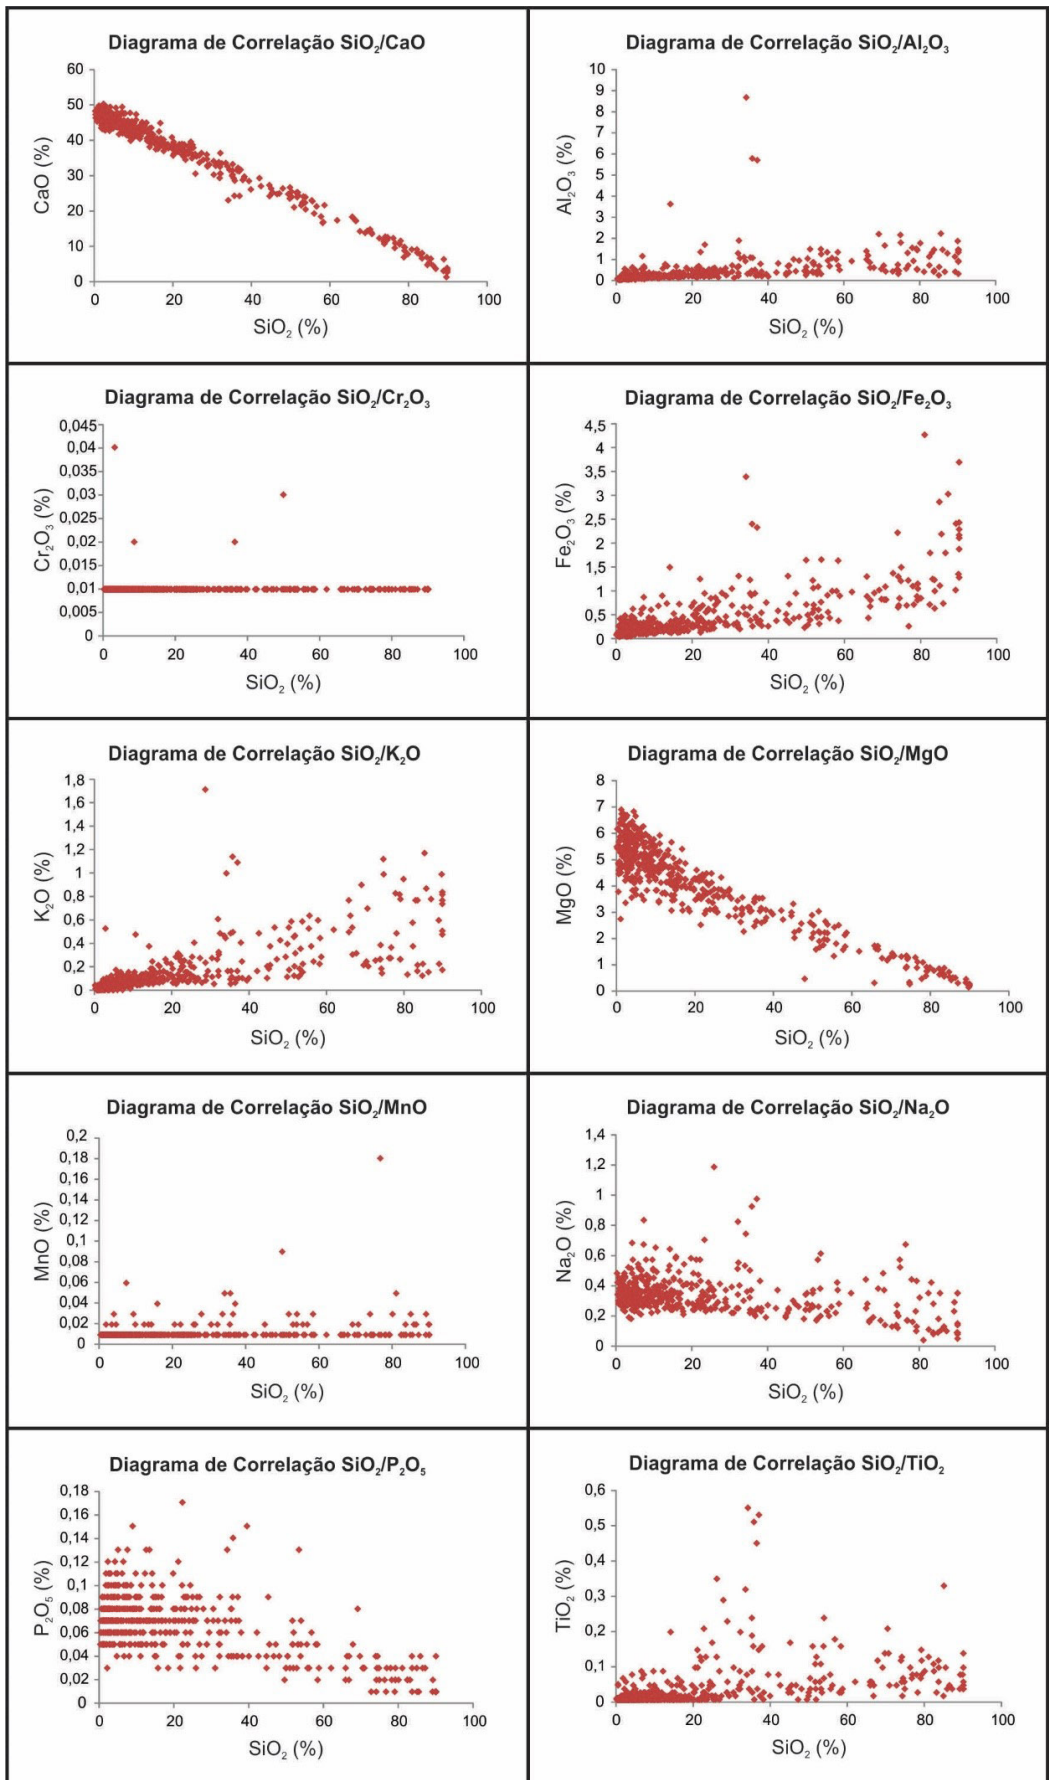 Diagrama de Correlação SiO₂/CaO
60
50
40
30
20
10
0
CaO (%)
0 20 40 60 80 100
SiO₂ (%)
Diagrama de Correlação SiO₂/Al₂O₃
10
9
8
7
6
5
4
3
2
1
0
Al₂O₃ (%)
0 20 40 60 80 100
SiO₂ (%)
Diagrama de Correlação SiO₂/Cr₂O₃
0,045
0,04
0,035
0,03
0,025
0,02
0,015
0,01
0,005
0
Cr₂O₃ (%)
0 20 40 60 80 100
SiO₂ (%)
Diagrama de Correlação SiO₂/Fe₂O₃
4,5
4
3,5
3
2,5
2
1,5
1
0,5
0
Fe₂O₃ (%)
0 20 40 60 80 100
SiO₂ (%)
Diagrama de Correlação SiO₂/K₂O
1,8
1,6
1,4
1,2
1
0,8
0,6
0,4
0,2
0
K₂O (%)
0 20 40 60 80 100
SiO₂ (%)
Diagrama de Correlação SiO₂/MgO
8
7
6
5
4
3
2
1
0
MgO (%)
0 20 40 60 80 100
SiO₂ (%)
Diagrama de Correlação SiO₂/MnO
0,2
0,18
0,16
0,14
0,12
0,1
0,08
0,06
0,04
0,02
0
MnO (%)
0 20 40 60 80 100
SiO₂ (%)
Diagrama de Correlação SiO₂/Na₂O
1,4
1,2
1
0,8
0,6
0,4
0,2
0
Na₂O (%)
0 20 40 60 80 100
SiO₂ (%)
Diagrama de Correlação SiO₂/P₂O₅
0,18
0,16
0,14
0,12
0,1
0,08
0,06
0,04
0,02
0
P₂O₅ (%)
0 20 40 60 80 100
SiO₂ (%)
Diagrama de Correlação SiO₂/TiO₂
0,6
0,5
0,4
0,3
0,2
0,1
0
TiO₂ (%)
0 20 40 60 80 100
SiO₂ (%)